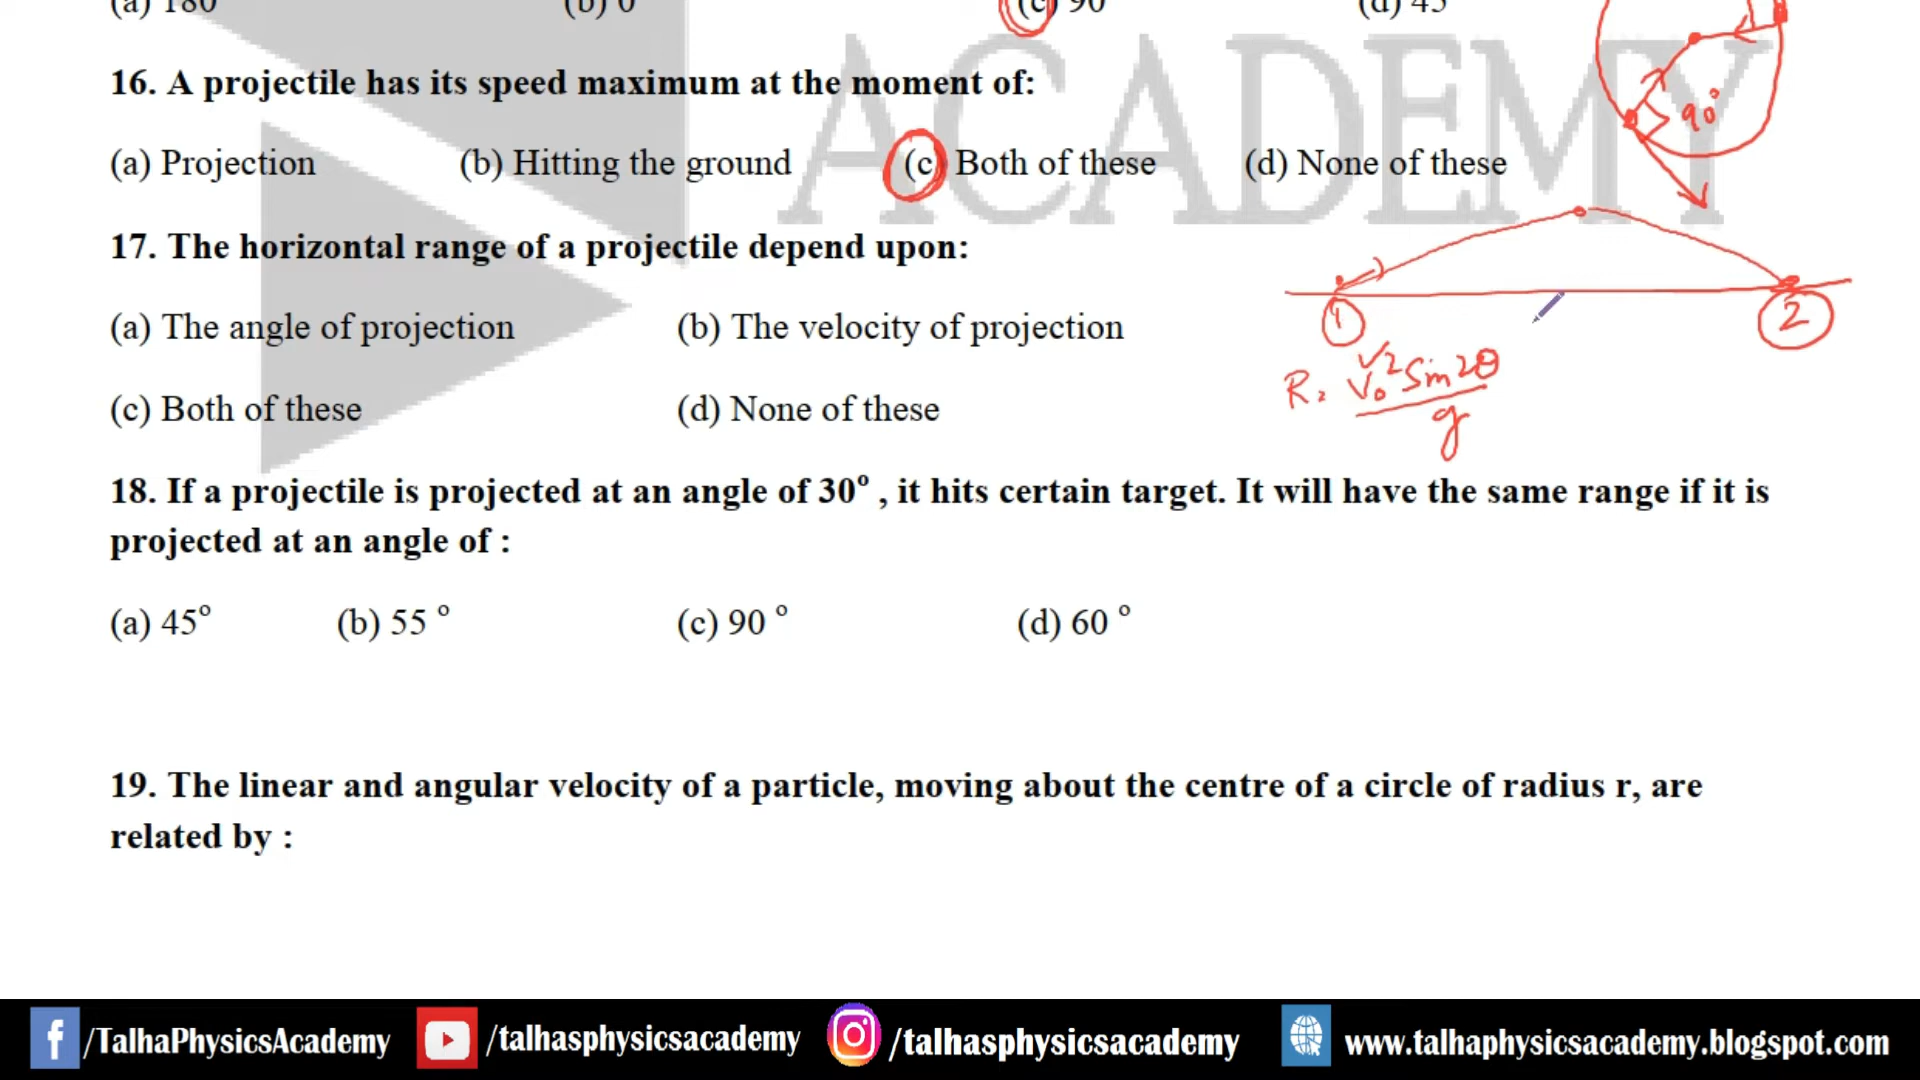 (a) 180 (b) 0 (c) 90 (d) 45
ACADEMY
16. A projectile has its speed maximum at the moment of:
90°
(a) Projection (b) Hitting the ground (c) Both of these (d) None of these
17. The horizontal range of a projectile depend upon:
(a) The angle of projection (b) The velocity of projection
1 2
(c) Both of these (d) None of these
R = V₀² Sin 2θ / g
18. If a projectile is projected at an angle of 30° , it hits certain target. It will have the same range if it is
projected at an angle of :
(a) 45° (b) 55 ° (c) 90 ° (d) 60 °
19. The linear and angular velocity of a particle, moving about the centre of a circle of radius r, are
related by :
/TalhaPhysicsAcademy /talhasphysicsacademy /talhasphysicsacademy www.talhaphysicsacademy.blogspot.com